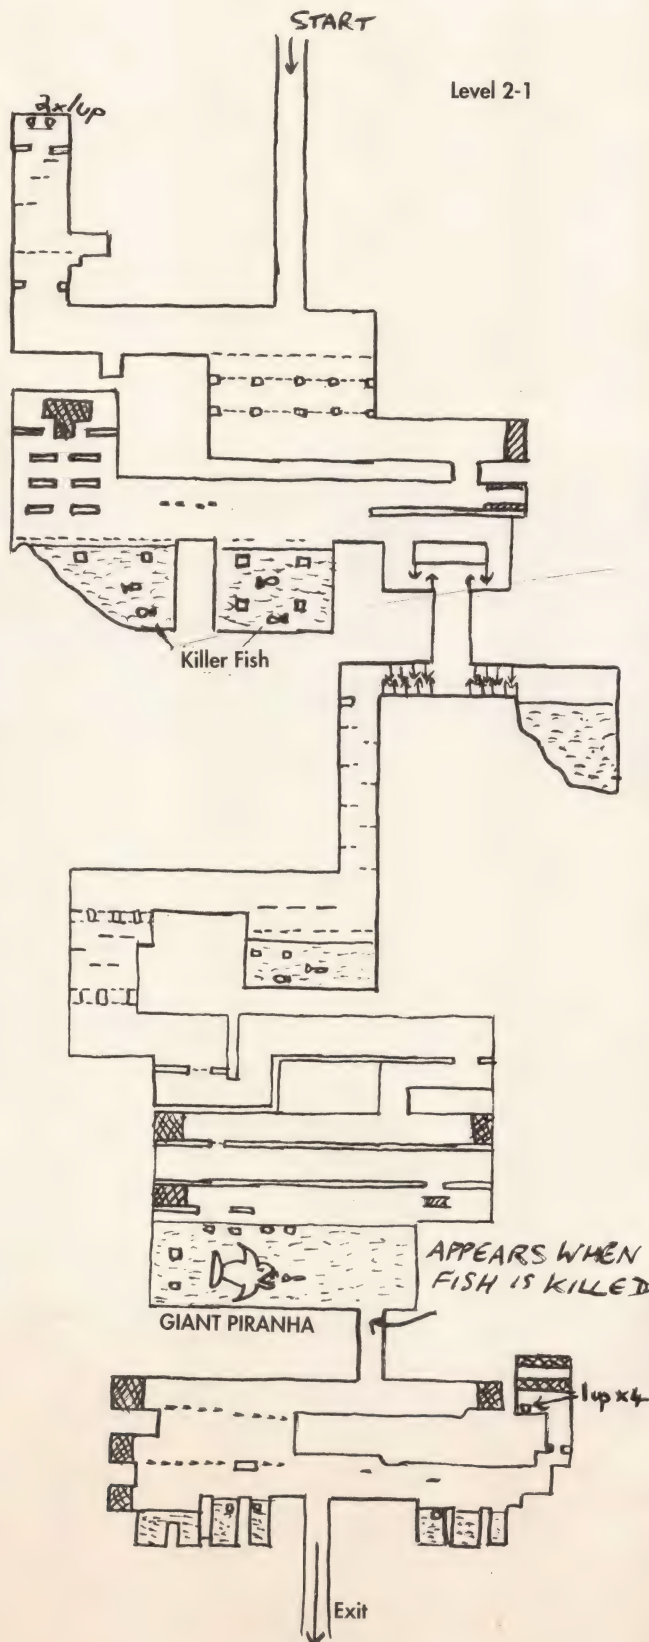 START
Level 2-1
2x1up
Killer Fish
APPEARS WHEN
FISH IS KILLED
GIANT PIRANHA
1up x4
Exit